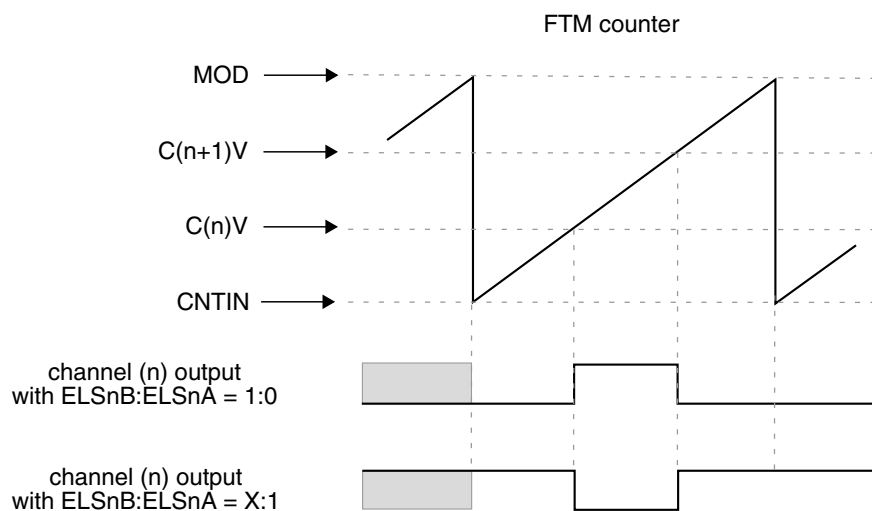 FTM counter
MOD
C(n+1)V
C(n)V
CNTIN
channel (n) output
with ELSnB:ELSnA = 1:0
channel (n) output
with ELSnB:ELSnA = X:1